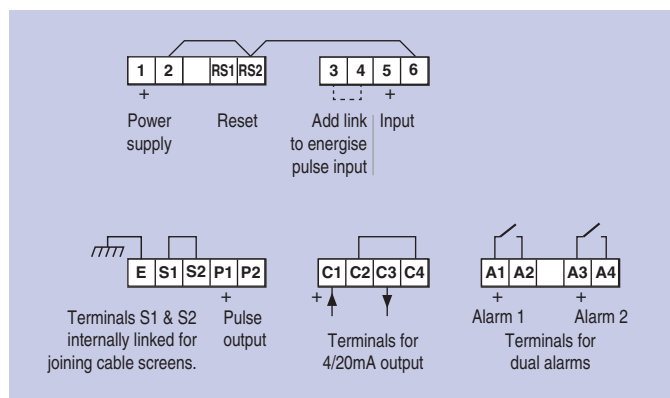 1 2 RS1 RS2 3 4 5 6
+ +
Power
supply
Reset
Add link
to energise
pulse input
Input
E S1 S2 P1 P2 C1 C2 C3 C4 A1 A2 A3 A4
+ + + +
Terminals S1 & S2
internally linked for
joining cable screens.
Pulse
output
Terminals for
4/20mA output
Alarm 1 Alarm 2
Terminals for
dual alarms